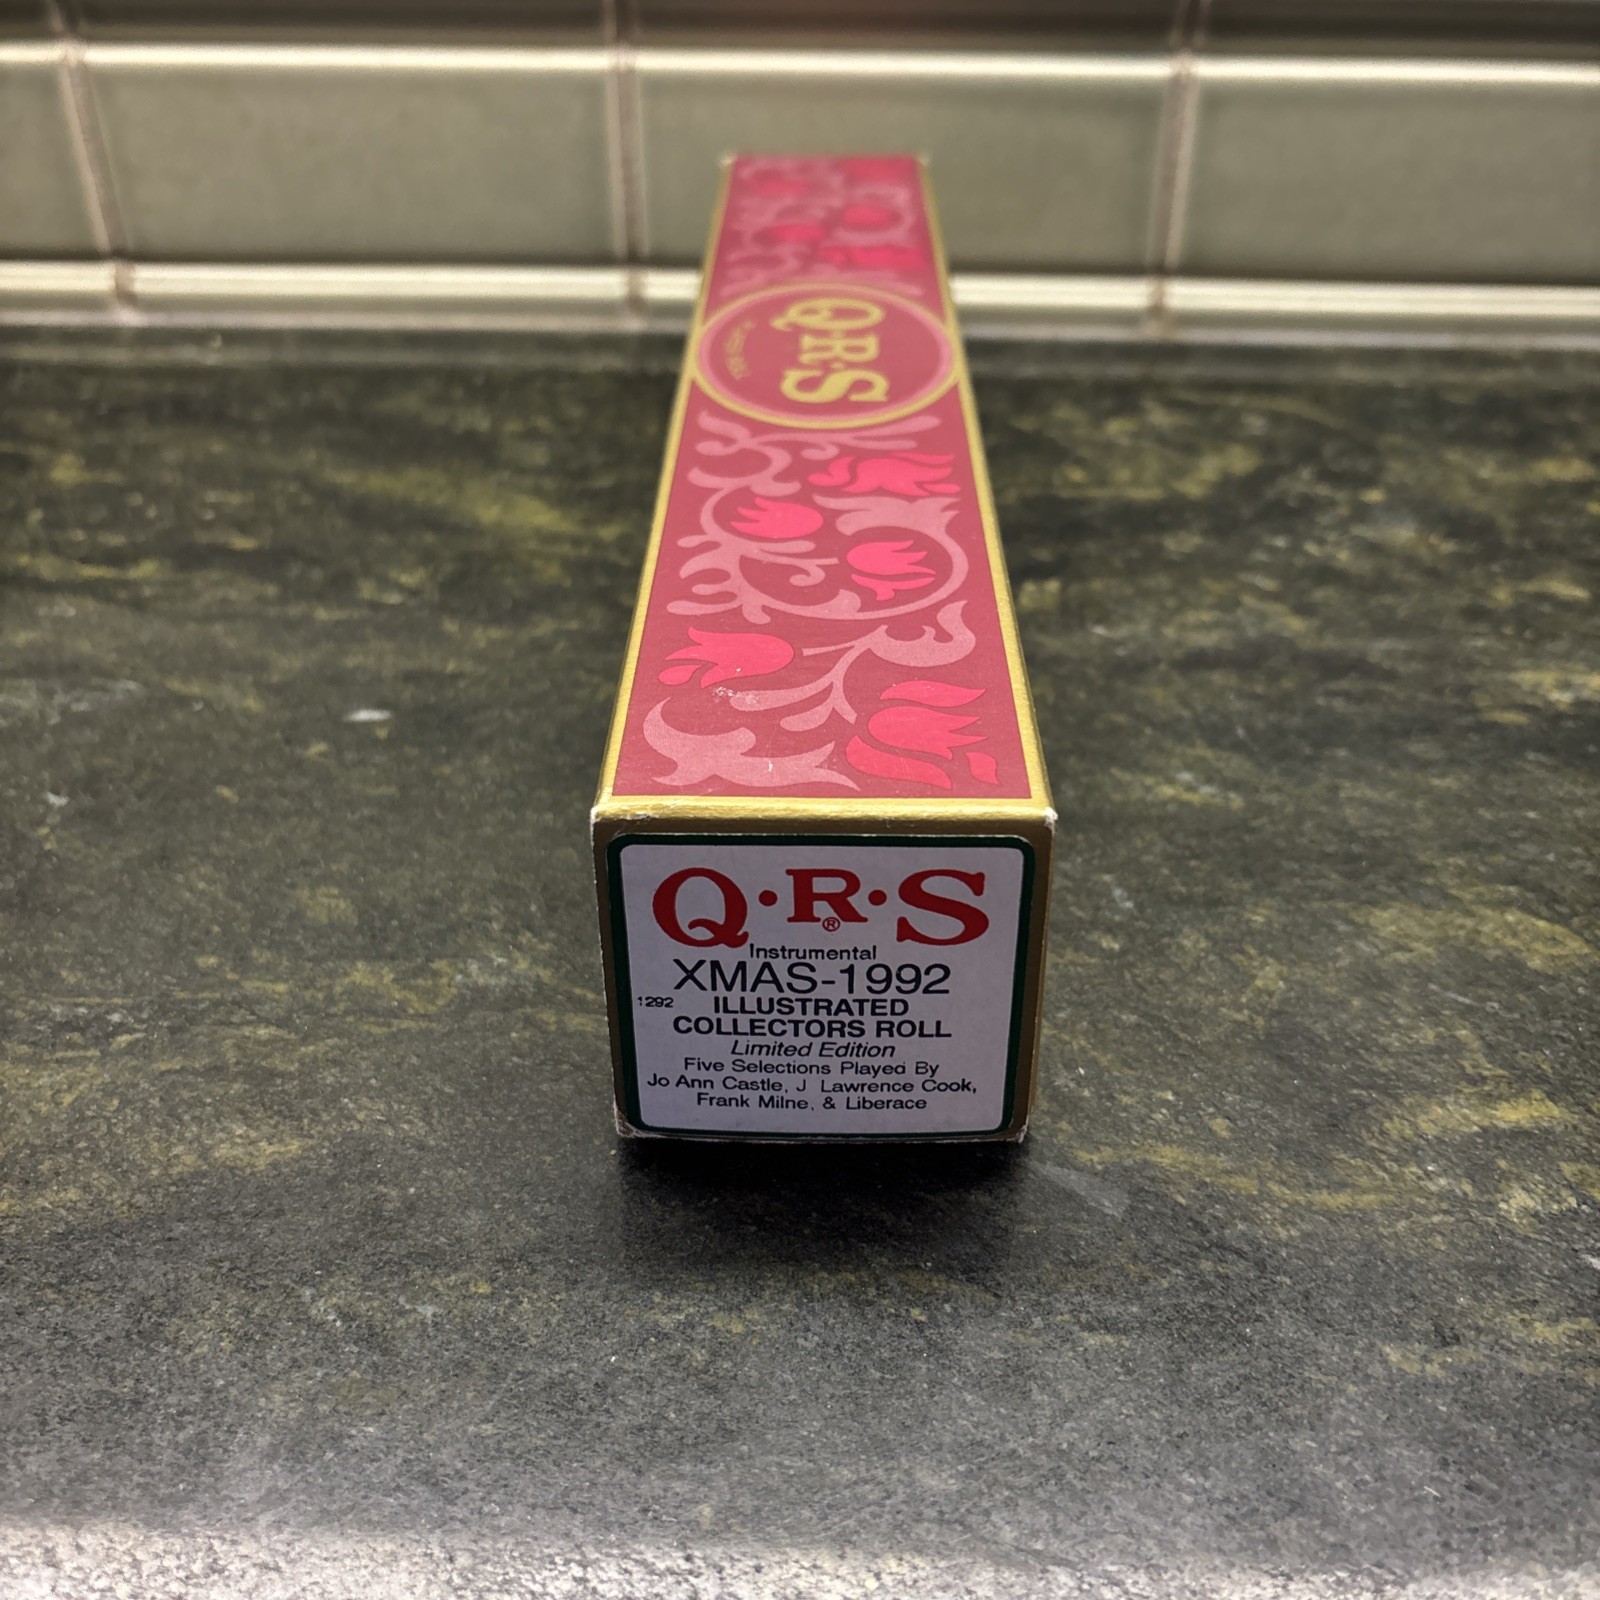 Q·R·S
Q·R·S
®
Instrumental
XMAS-1992
1292 ILLUSTRATED
COLLECTORS ROLL
Limited Edition
Five Selections Played By
Jo Ann Castle, J Lawrence Cook,
Frank Milne, & Liberace